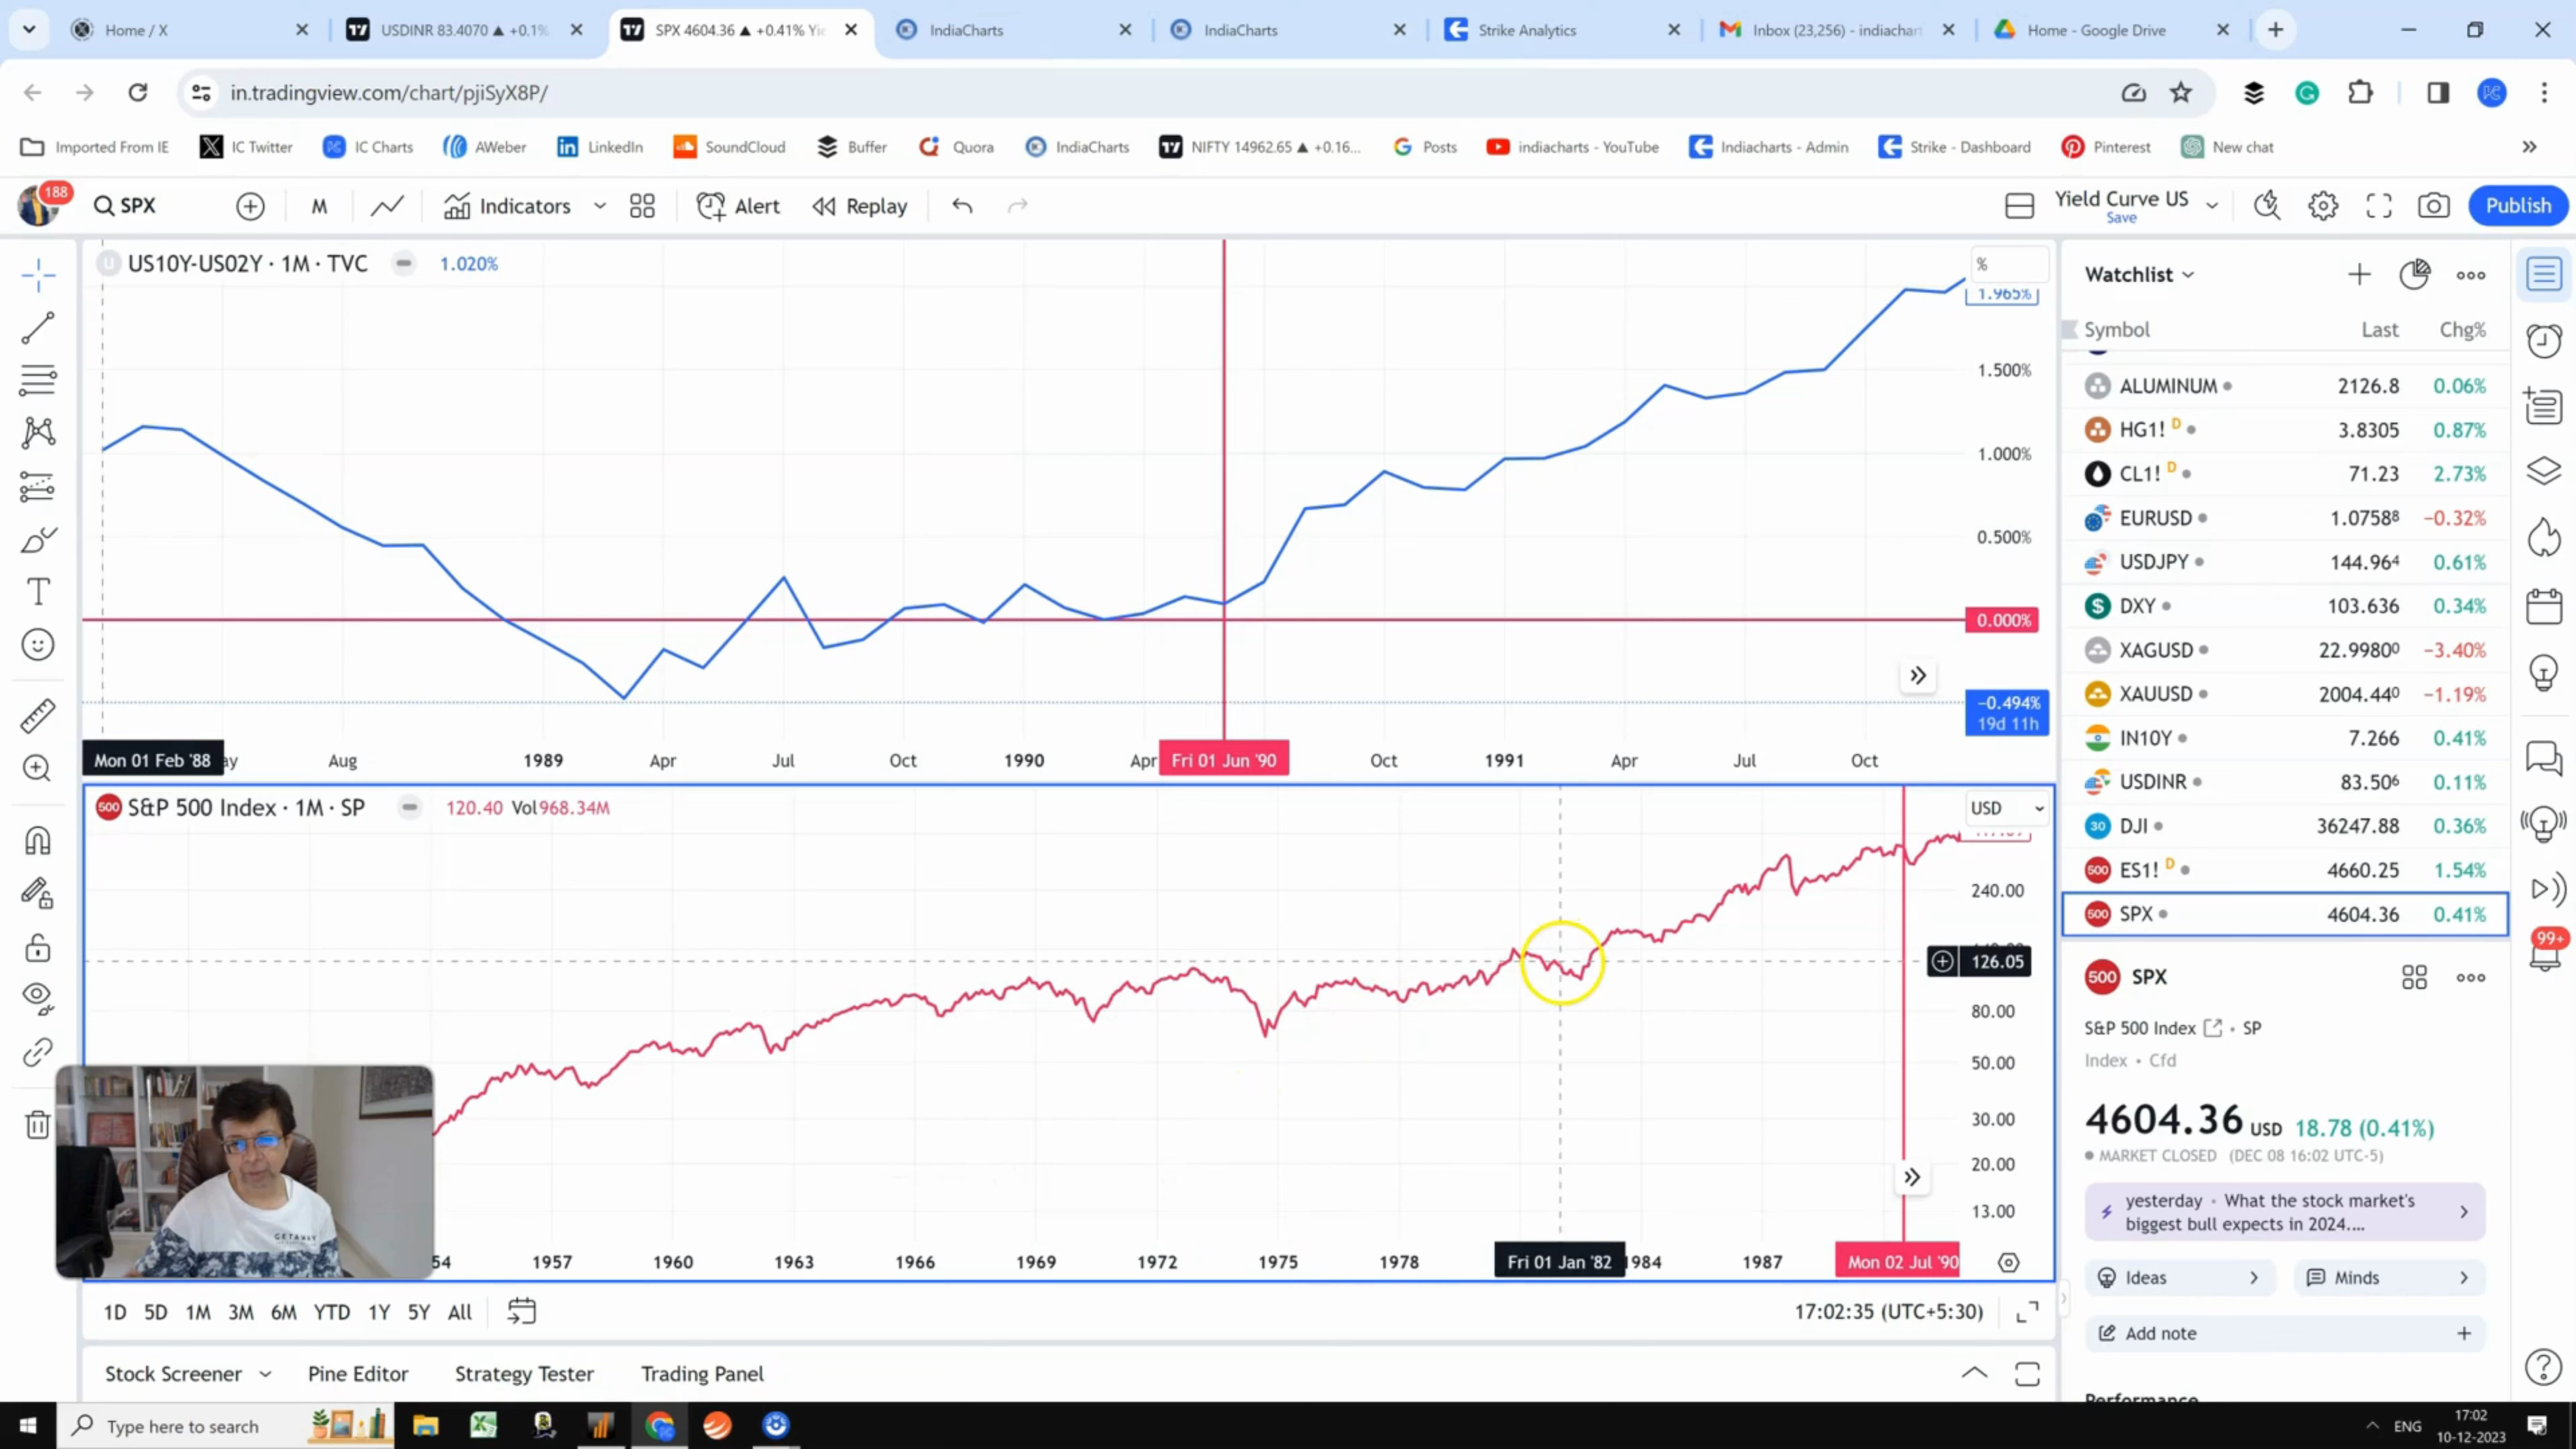 Home / X
USDINR 83.4070 ▲ +0.1%
SPX 4604.36 ▲ +0.41% Yie
IndiaCharts
IndiaCharts
Strike Analytics
Inbox (23,256) - indiachart
Home - Google Drive
in.tradingview.com/chart/pjiSyX8P/
Imported From IE
IC Twitter
IC Charts
AWeber
LinkedIn
SoundCloud
Buffer
Quora
IndiaCharts
NIFTY 14962.65 ▲ +0.16...
Posts
indiacharts - YouTube
Indiacharts - Admin
Strike - Dashboard
Pinterest
New chat
188
SPX
M
Indicators
Alert
Replay
Yield Curve US
Save
Publish
US10Y-US02Y · 1M · TVC
1.020%
%
1.965%
1.500%
1.000%
0.500%
0.000%
−0.494%
19d 11h
Mon 01 Feb '88
ay
Aug
1989
Apr
Jul
Oct
1990
Apr
Fri 01 Jun '90
Oct
1991
Apr
Jul
Oct
500
S&P 500 Index · 1M · SP
120.40
Vol968.34M
USD
240.00
126.05
80.00
50.00
30.00
20.00
13.00
54
1957
1960
1963
1966
1969
1972
1975
1978
Fri 01 Jan '82
1984
1987
Mon 02 Jul '90
1D
5D
1M
3M
6M
YTD
1Y
5Y
All
17:02:35 (UTC+5:30)
Stock Screener
Pine Editor
Strategy Tester
Trading Panel
Watchlist
Symbol
Last
Chg%
ALUMINUM
2126.8
0.06%
HG1! D
3.8305
0.87%
CL1! D
71.23
2.73%
EURUSD
1.07588
−0.32%
USDJPY
144.964
0.61%
DXY
103.636
0.34%
XAGUSD
22.99800
−3.40%
XAUUSD
2004.440
−1.19%
IN10Y
7.266
0.41%
USDINR
83.506
0.11%
30
DJI
36247.88
0.36%
500
ES1! D
4660.25
1.54%
500
SPX
4604.36
0.41%
500
SPX
S&P 500 Index
SP
Index • Cfd
4604.36 USD 18.78 (0.41%)
MARKET CLOSED (DEC 08 16:02 UTC-5)
yesterday • What the stock market's
biggest bull expects in 2024....
Ideas
Minds
Add note
Performance
99+
GETAWAY
Type here to search
ENG
17:02
10-12-2023